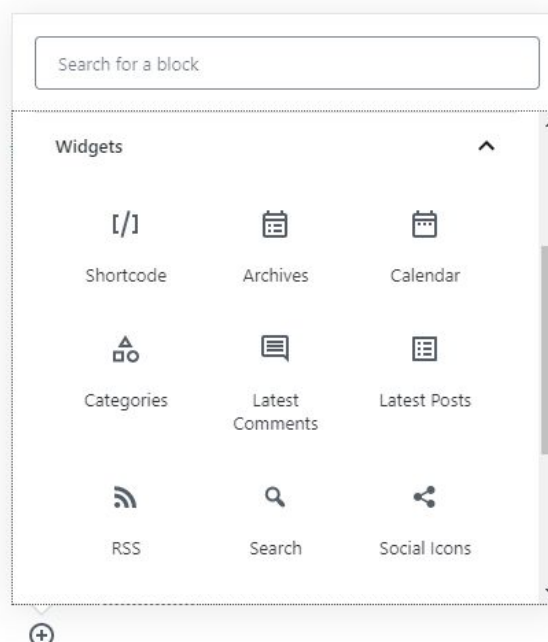 Search for a block
Widgets
[/]
Shortcode
Archives
Calendar
Categories
Latest
Comments
Latest Posts
RSS
Search
Social Icons